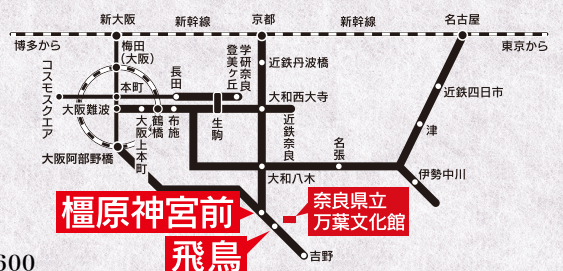 新大阪
新幹線
京都
新幹線
名古屋
博多から
東京から
梅田
(大阪)
学研奈良
登美ヶ丘
近鉄丹波橋
コスモスクエア
本町
長田
近鉄四日市
大阪難波
大和西大寺
大阪上本町
鶴橋
布施
生駒
近鉄奈良
津
名張
大阪阿部野橋
大和八木
伊勢中川
橿原神宮前
奈良県立
万葉文化館
飛鳥
吉野
600